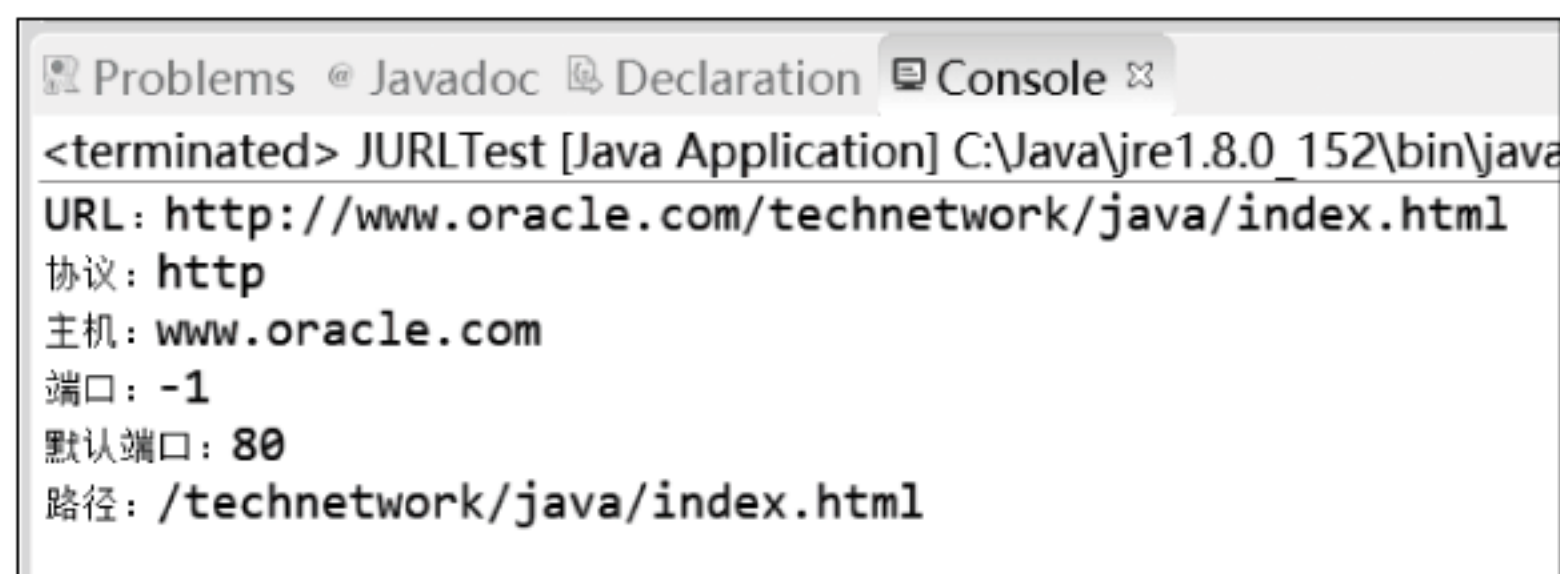 Problems @ Javadoc Declaration Console
<terminated> JURLTest [Java Application] C:\Java\jre1.8.0_152\bin\java
URL：http://www.oracle.com/technetwork/java/index.html
协议：http
主机：www.oracle.com
端口：-1
默认端口：80
路径：/technetwork/java/index.html